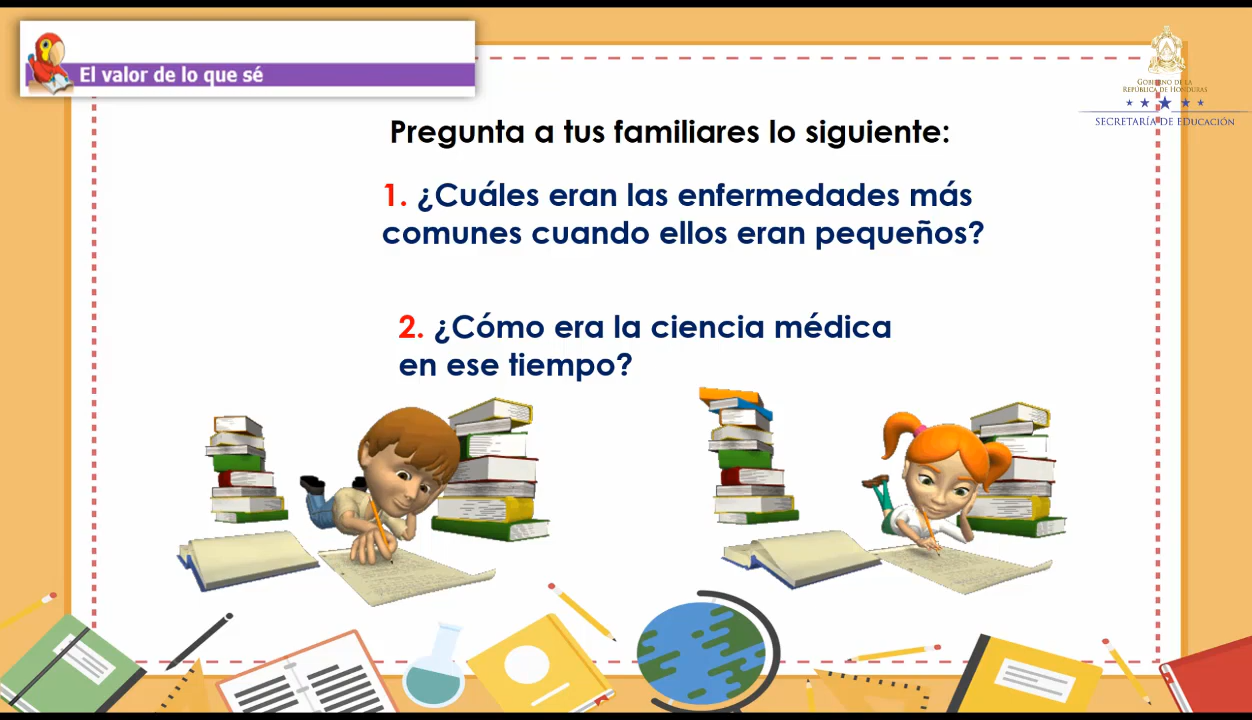 El valor de lo que sé
GOBIERNO DE LA
REPÚBLICA DE HONDURAS
SECRETARÍA DE EDUCACIÓN
Pregunta a tus familiares lo siguiente:
1. ¿Cuáles eran las enfermedades más
comunes cuando ellos eran pequeños?
2. ¿Cómo era la ciencia médica
en ese tiempo?